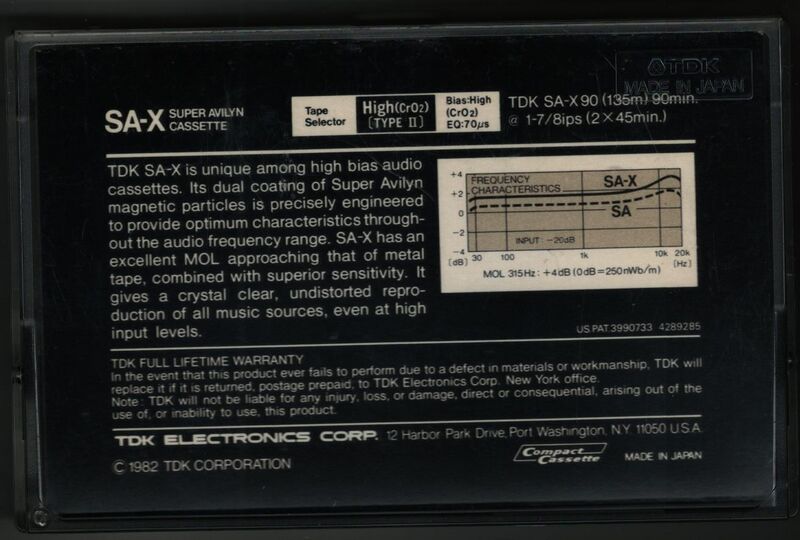 TDK
MADE IN JAPAN
SA-X SUPER AVILYN
CASSETTE
Tape
Selector
High(CrO2)
[TYPE II]
Bias:High
(CrO2)
EQ:70μs
TDK SA-X90 (135m) 90min.
@ 1-7/8ips (2×45min.)
TDK SA-X is unique among high bias audio
cassettes. Its dual coating of Super Avilyn
magnetic particles is precisely engineered
to provide optimum characteristics through-
out the audio frequency range. SA-X has an
excellent MOL approaching that of metal
tape, combined with superior sensitivity. It
gives a crystal clear, undistorted repro-
duction of all music sources, even at high
input levels.
FREQUENCY
CHARACTERISTICS
SA-X
SA
INPUT: -20dB
+4
+2
0
-2
-4
[dB] 30 100 1k 10k 20k
[Hz]
MOL 315Hz: +4dB (0dB=250nWb/m)
US PAT.3990733 4289285
TDK FULL LIFETIME WARRANTY
In the event that this product ever fails to perform due to a defect in materials or workmanship, TDK will
replace it if it is returned, postage prepaid, to TDK Electronics Corp. New York office.
Note: TDK will not be liable for any injury, loss, or damage, direct or consequential, arising out of the
use of, or inability to use, this product.
TDK ELECTRONICS CORP. 12 Harbor Park Drive, Port Washington, N.Y. 11050 U.S.A.
© 1982 TDK CORPORATION
Compact
Cassette
MADE IN JAPAN